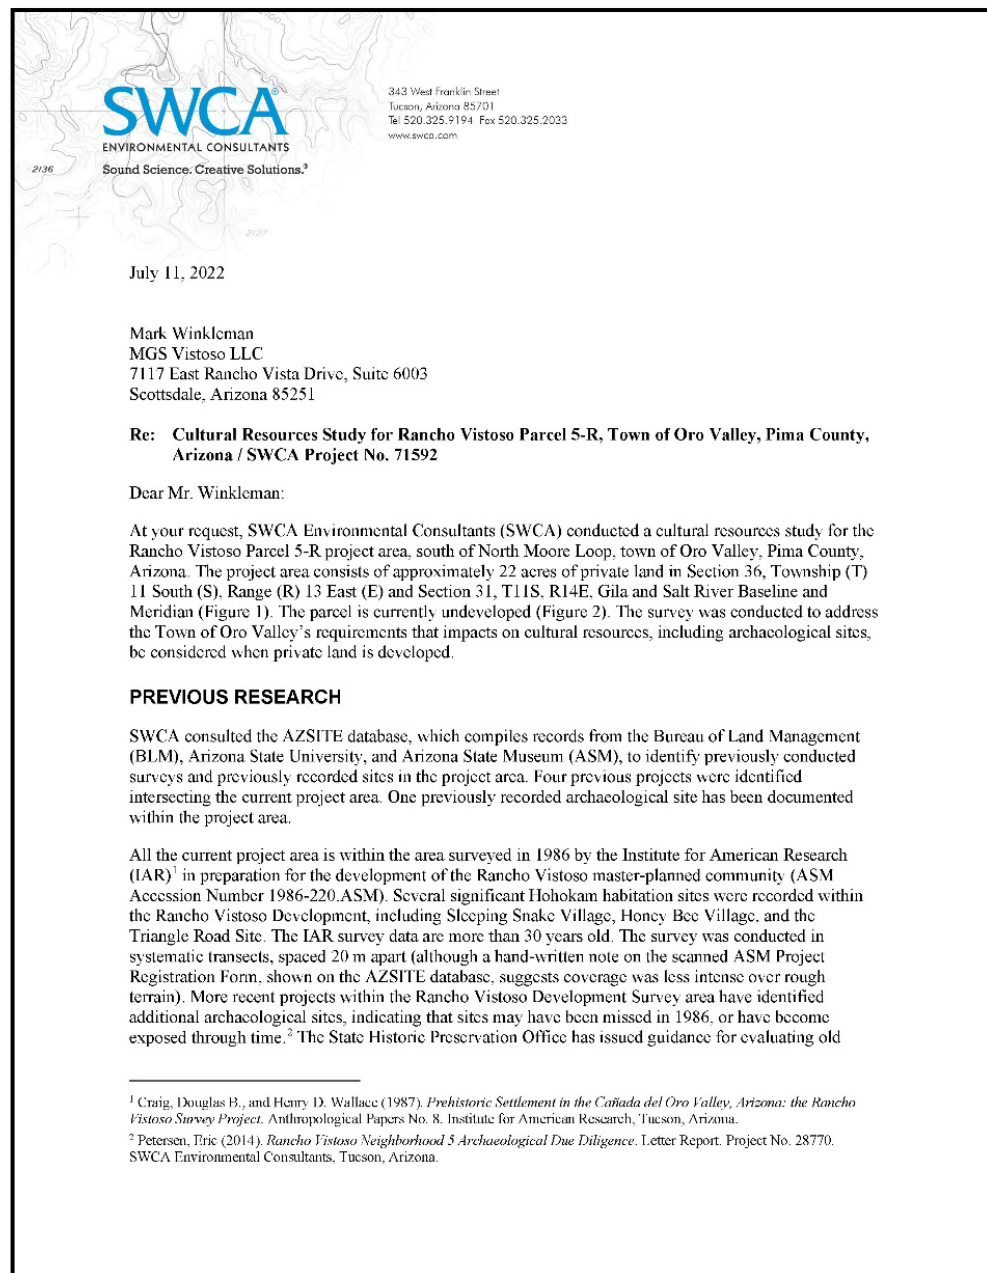 343 West Franklin Street
Tucson, Arizona 85701
Tel 520.325.9194 Fax 520.325.2033
www.swca.com
SWCA®
ENVIRONMENTAL CONSULTANTS
Sound Science. Creative Solutions.®
2136
2127
July 11, 2022
Mark Winkleman
MGS Vistoso LLC
7117 East Rancho Vista Drive, Suite 6003
Scottsdale, Arizona 85251
Re: Cultural Resources Study for Rancho Vistoso Parcel 5-R, Town of Oro Valley, Pima County,
Arizona / SWCA Project No. 71592
Dear Mr. Winkleman:
At your request, SWCA Environmental Consultants (SWCA) conducted a cultural resources study for the
Rancho Vistoso Parcel 5-R project area, south of North Moore Loop, town of Oro Valley, Pima County,
Arizona. The project area consists of approximately 22 acres of private land in Section 36, Township (T)
11 South (S), Range (R) 13 East (E) and Section 31, T11S, R14E, Gila and Salt River Baseline and
Meridian (Figure 1). The parcel is currently undeveloped (Figure 2). The survey was conducted to address
the Town of Oro Valley's requirements that impacts on cultural resources, including archaeological sites,
be considered when private land is developed.
PREVIOUS RESEARCH
SWCA consulted the AZSITE database, which compiles records from the Bureau of Land Management
(BLM), Arizona State University, and Arizona State Museum (ASM), to identify previously conducted
surveys and previously recorded sites in the project area. Four previous projects were identified
intersecting the current project area. One previously recorded archaeological site has been documented
within the project area.
All the current project area is within the area surveyed in 1986 by the Institute for American Research
(IAR)1 in preparation for the development of the Rancho Vistoso master-planned community (ASM
Accession Number 1986-220.ASM). Several significant Hohokam habitation sites were recorded within
the Rancho Vistoso Development, including Sleeping Snake Village, Honey Bee Village, and the
Triangle Road Site. The IAR survey data are more than 30 years old. The survey was conducted in
systematic transects, spaced 20 m apart (although a hand-written note on the scanned ASM Project
Registration Form, shown on the AZSITE database, suggests coverage was less intense over rough
terrain). More recent projects within the Rancho Vistoso Development Survey area have identified
additional archaeological sites, indicating that sites may have been missed in 1986, or have become
exposed through time.2 The State Historic Preservation Office has issued guidance for evaluating old
1 Craig, Douglas B., and Henry D. Wallace (1987). Prehistoric Settlement in the Cañada del Oro Valley, Arizona: the Rancho
Vistoso Survey Project. Anthropological Papers No. 8. Institute for American Research, Tucson, Arizona.
2 Petersen, Eric (2014). Rancho Vistoso Neighborhood 5 Archaeological Due Diligence. Letter Report. Project No. 28770.
SWCA Environmental Consultants, Tucson, Arizona.